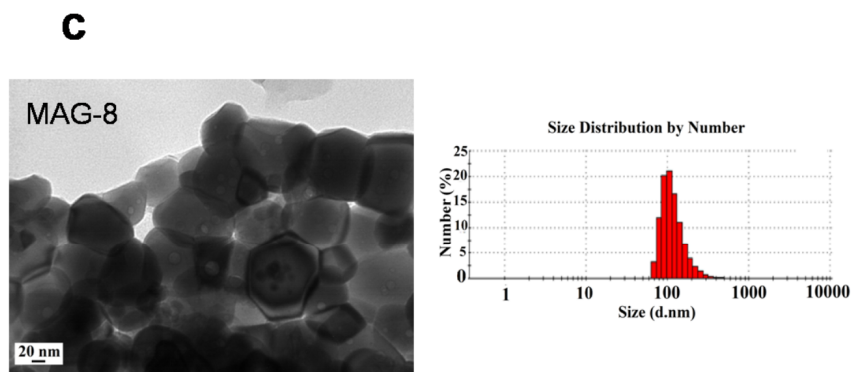 C
MAG-8
20 nm
Size Distribution by Number
Number (%)
25
20
15
10
5
0
1 10 100 1000 10000
Size (d.nm)